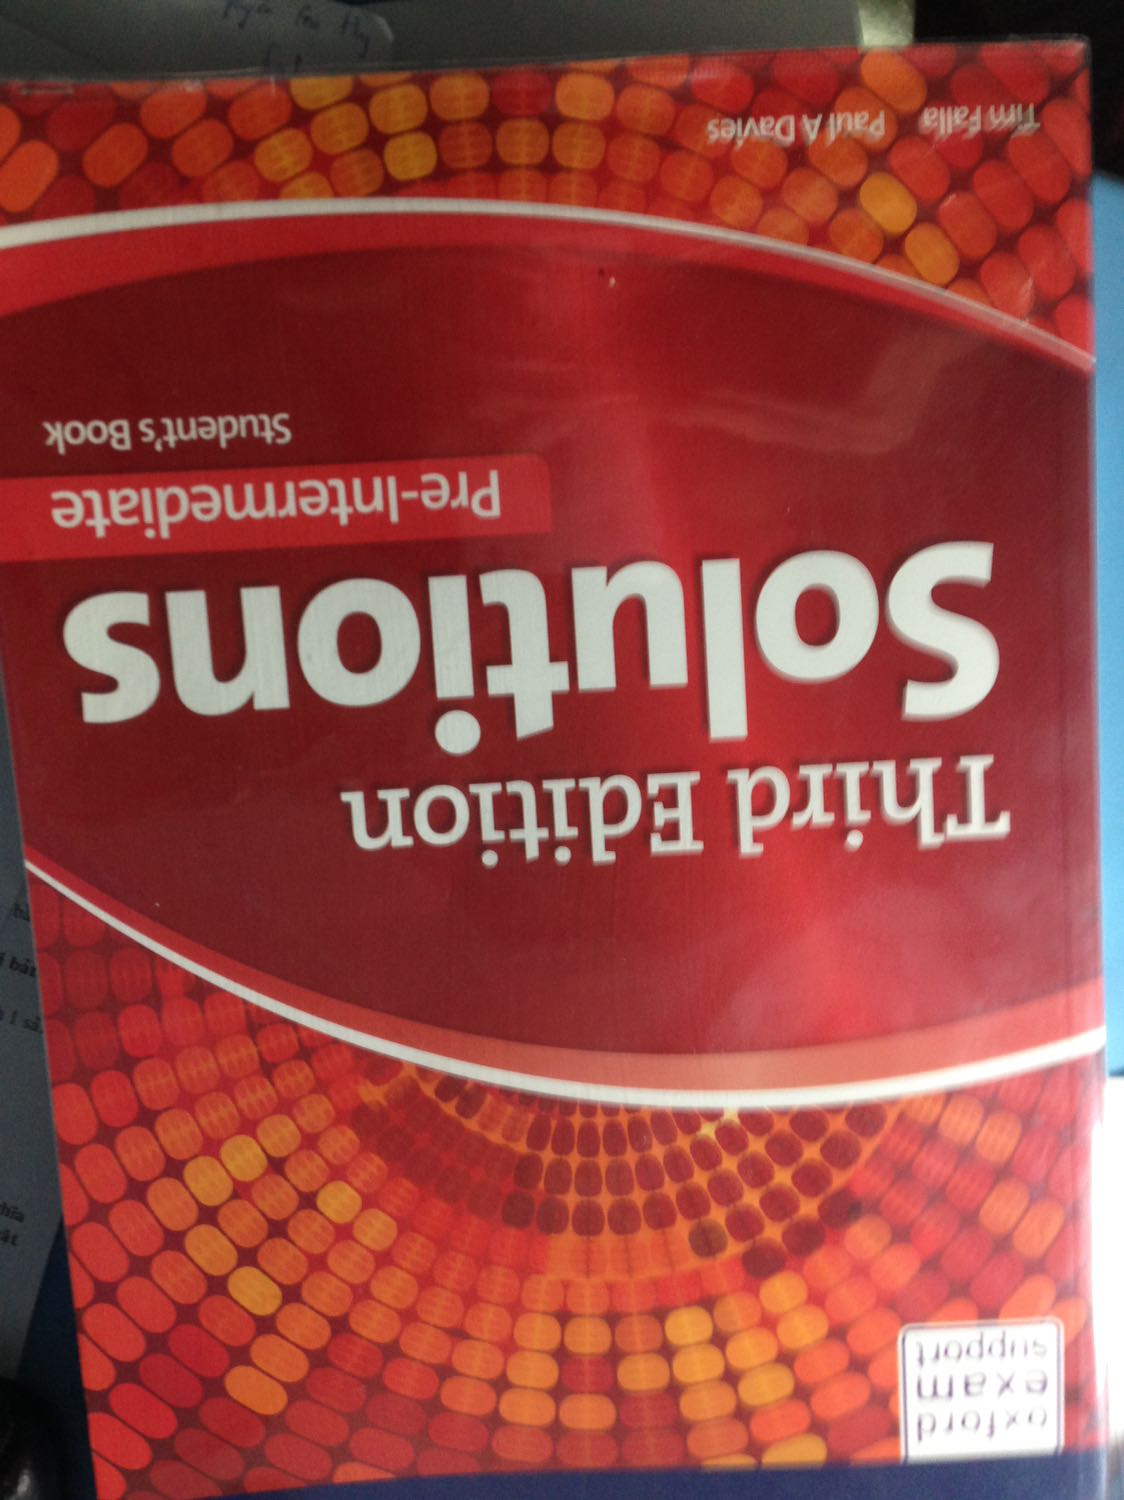 oxford
exam
support
Third Edition
Solutions
Pre-Intermediate
Student's Book
Tim Falla Paul A Davies